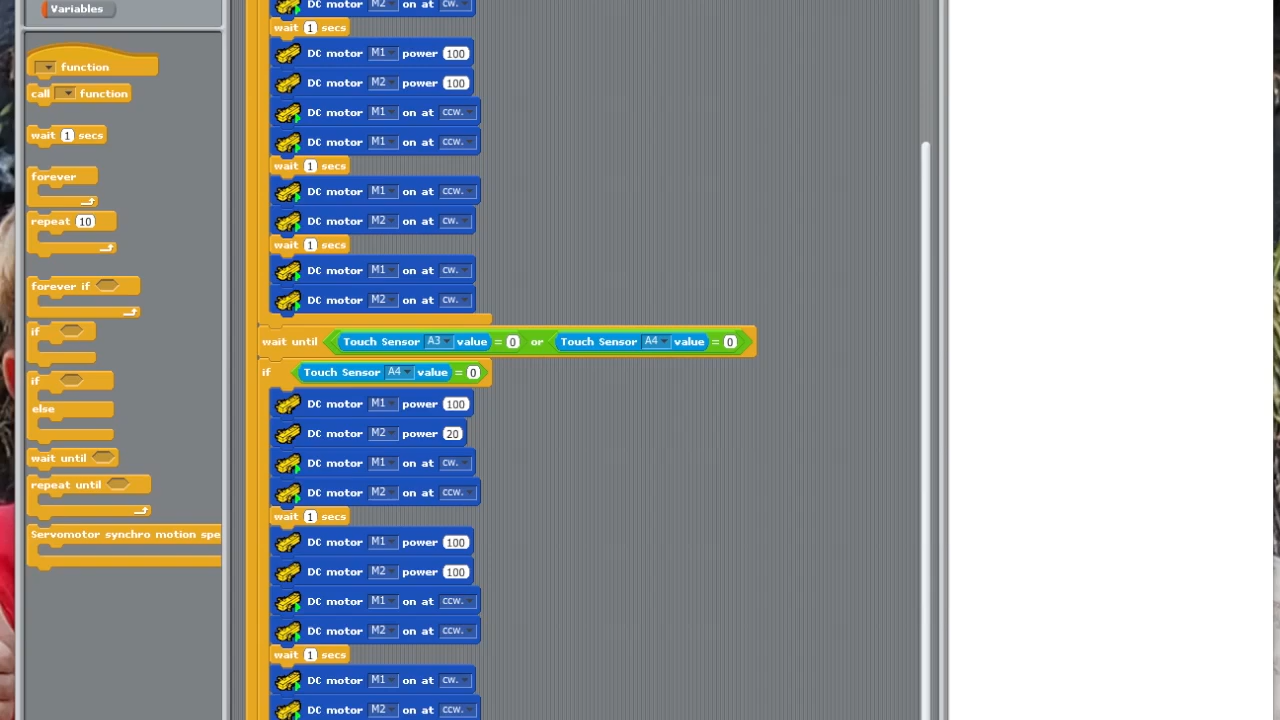 Variables
function
call function
wait 1 secs
forever
repeat 10
forever if
if
if
else
wait until
repeat until
Servomotor synchro motion spe
DC motor M2 on at cw.
wait 1 secs
DC motor M1 power 100
DC motor M2 power 100
DC motor M1 on at ccw.
DC motor M1 on at ccw.
wait 1 secs
DC motor M1 on at ccw.
DC motor M2 on at cw.
wait 1 secs
DC motor M1 on at cw.
DC motor M2 on at cw.
wait until Touch Sensor A3 value = 0 or Touch Sensor A4 value = 0
if Touch Sensor A4 value = 0
DC motor M1 power 100
DC motor M2 power 20
DC motor M1 on at cw.
DC motor M2 on at ccw.
wait 1 secs
DC motor M1 power 100
DC motor M2 power 100
DC motor M1 on at ccw.
DC motor M2 on at ccw.
wait 1 secs
DC motor M1 on at cw.
DC motor M2 on at ccw.